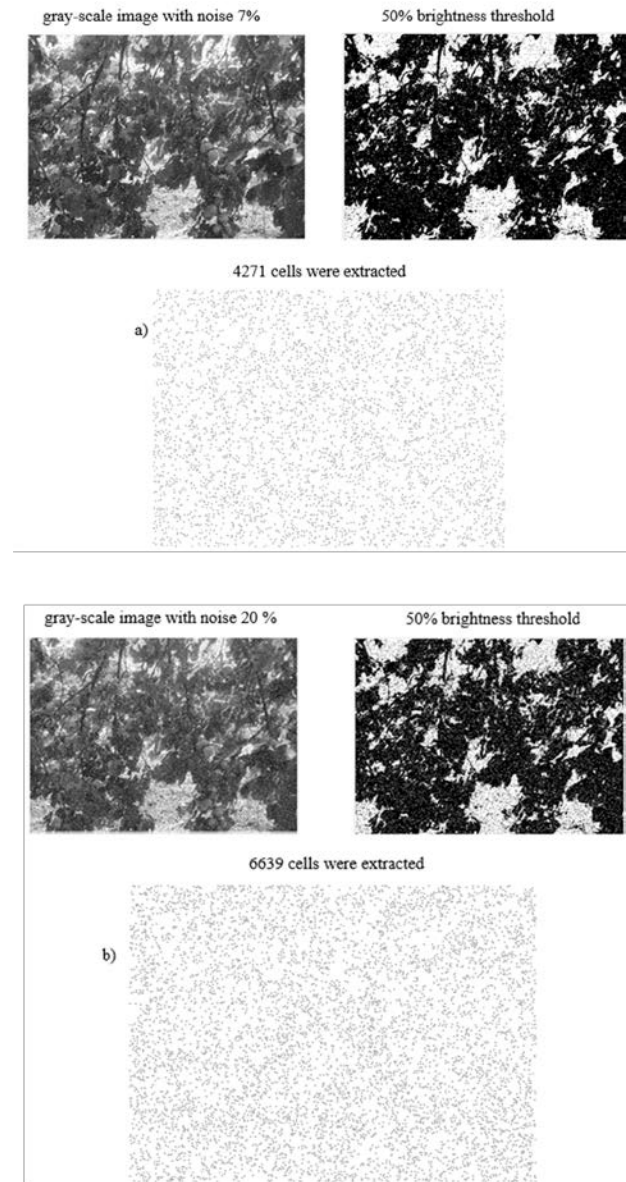 gray-scale image with noise 7%
50% brightness threshold
4271 cells were extracted
a)
gray-scale image with noise 20 %
50% brightness threshold
6639 cells were extracted
b)